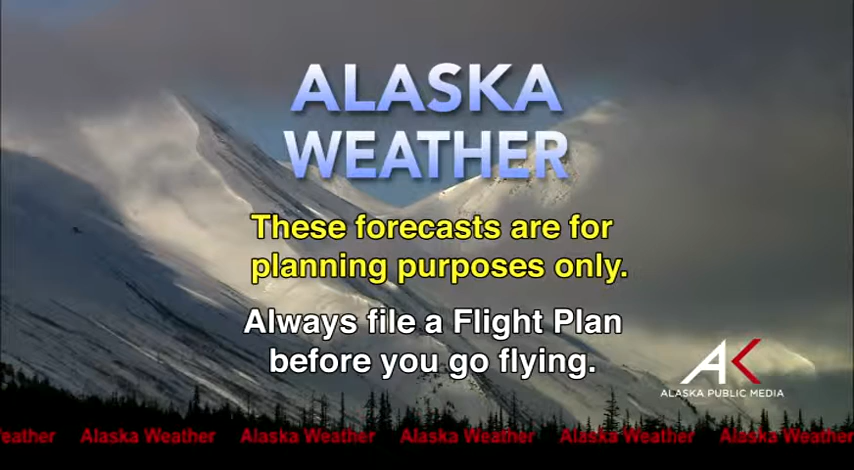 ALASKA
WEATHER
These forecasts are for
planning purposes only.
Always file a Flight Plan
before you go flying.
AK
ALASKA PUBLIC MEDIA
eather Alaska Weather Alaska Weather Alaska Weather Alaska Weather Alaska Weather